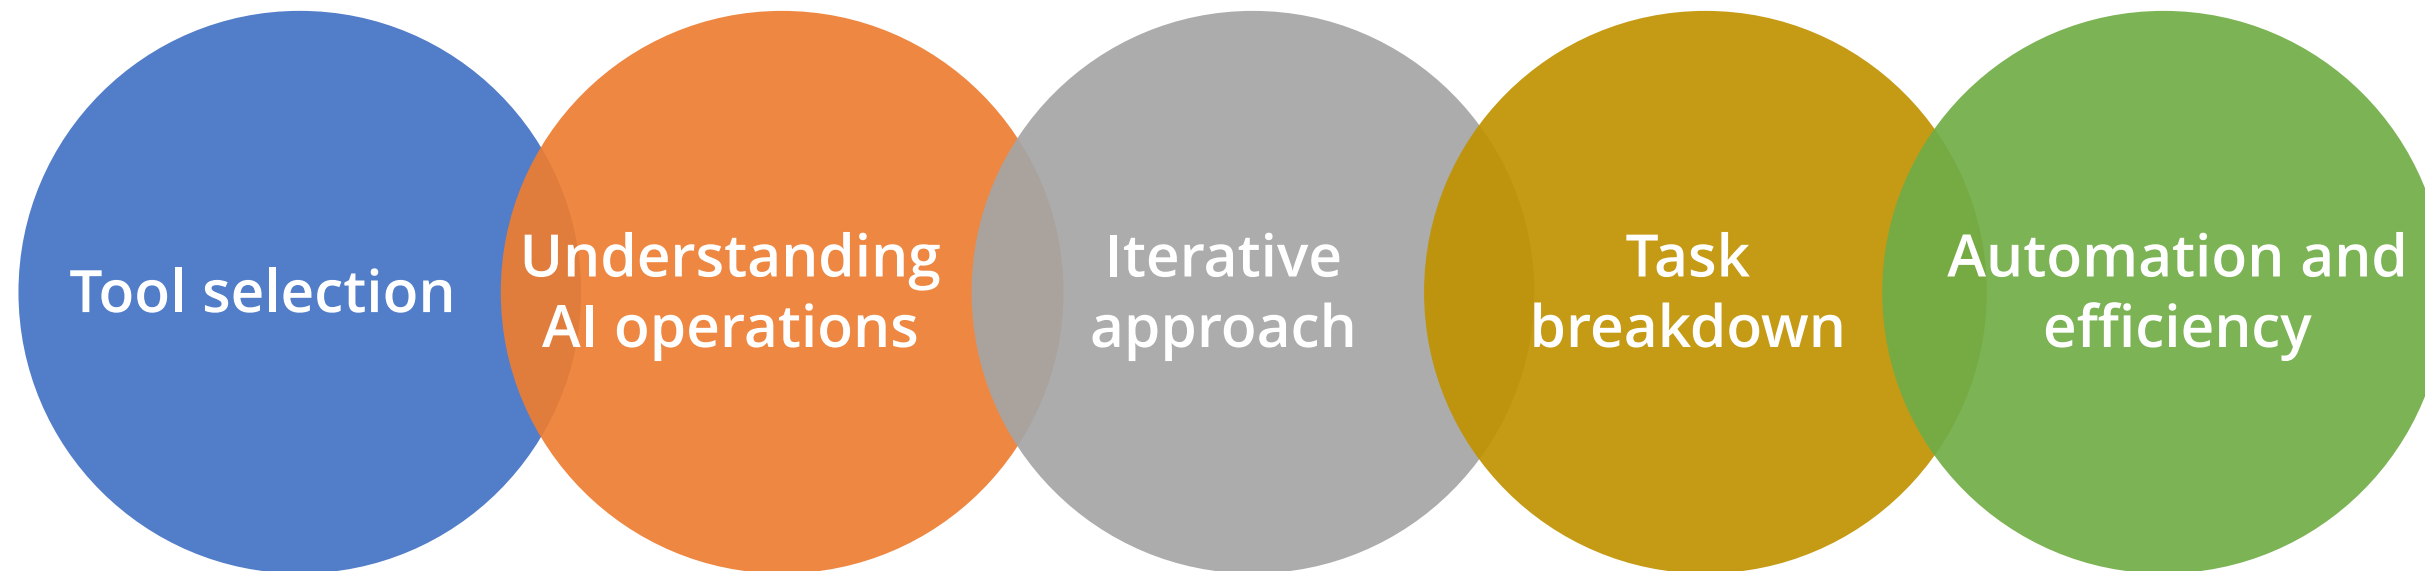 Tool selection
Understanding
AI operations
Iterative
approach
Task
breakdown
Automation and
efficiency